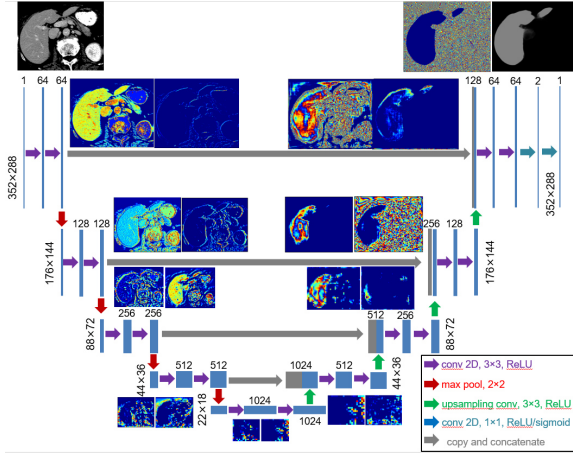 1 64 64
128 64 64 2 1
352×288
352×288
128 128
256 128
176×144
176×144
256 256
512 256
88×72
88×72
512 512
1024 512
44×36
44×36
22×18
1024
1024
conv 2D, 3×3, ReLU
max pool, 2×2
upsampling conv, 3×3, ReLU
conv 2D, 1×1, ReLU/sigmoid
copy and concatenate